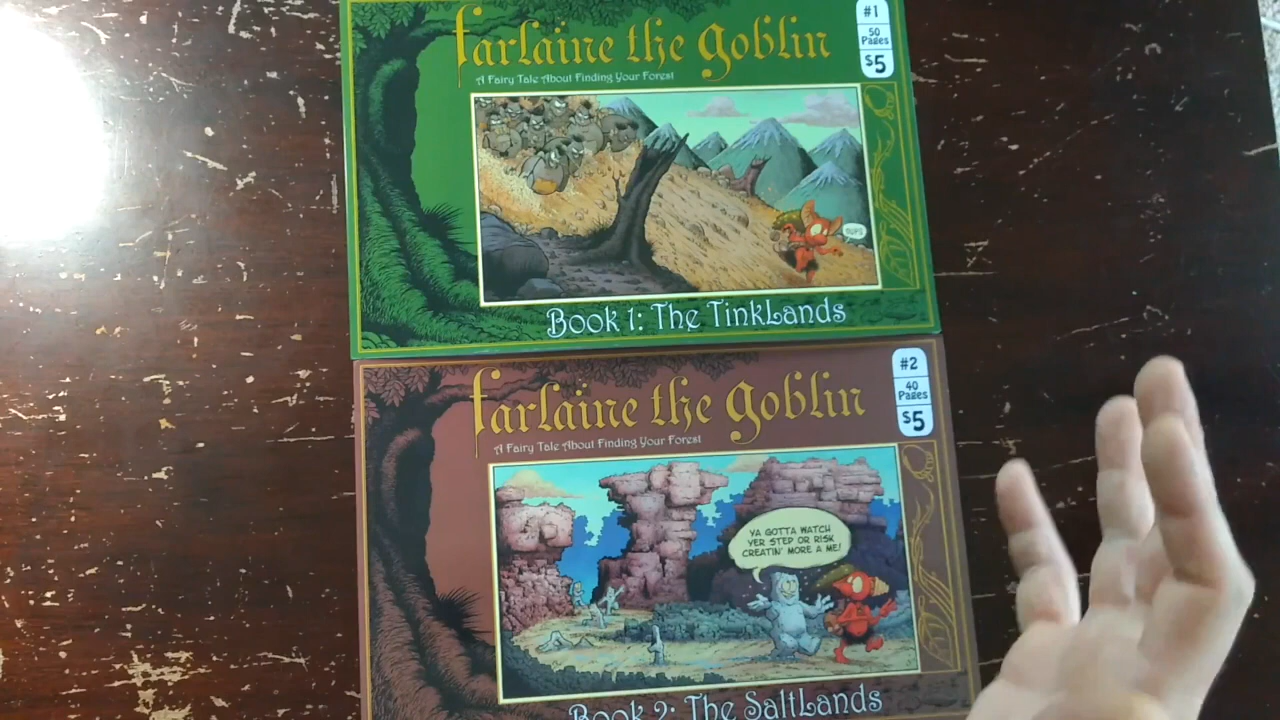 farlaine the goblin
A Fairy Tale About Finding Your Forest
#1
50
Pages
$5
OUPS
Book 1: The TinkLands
farlaine the goblin
A Fairy Tale About Finding Your Forest
#2
40
Pages
$5
YA GOTTA WATCH
YER STEP OR RISK
CREATIN' MORE A ME!
Book 2: The SaltLands